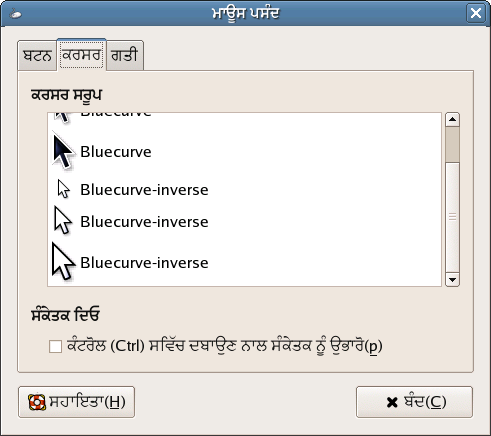 ਮਾਊਸ ਪਸੰਦ
ਬਟਨ ਕਰਸਰ ਗਤੀ
ਕਰਸਰ ਸਰੂਪ
Bluecurve
Bluecurve
Bluecurve-inverse
Bluecurve-inverse
Bluecurve-inverse
ਸੰਕੇਤਕ ਦਿਓ
ਕੰਟਰੋਲ (Ctrl) ਸਵਿੱਚ ਦਬਾਉਣ ਨਾਲ ਸੰਕੇਤਕ ਨੂੰ ਉਭਾਰੋ(p)
ਸਹਾਇਤਾ(H) ਬੰਦ(C)